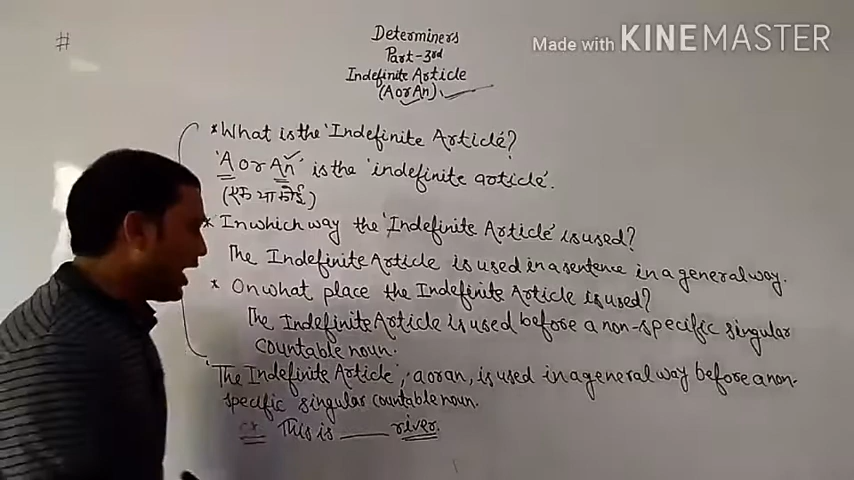 #
Made with KINEMASTER
Determiners
Part-3rd
Indefinite Article
(A or An)
* What is the 'Indefinite Article'?
'A or An' is the 'indefinite article'.
(एक या कोई)
* In which way the 'Indefinite Article' is used?
The Indefinite Article is used in a sentence in a general way.
* On what place the Indefinite Article is used?
The Indefinite Article is used before a non-specific singular
countable noun.
'The Indefinite Article', a or an, is used in a general way before a non-
specific singular countable noun.
ex This is ____ river.